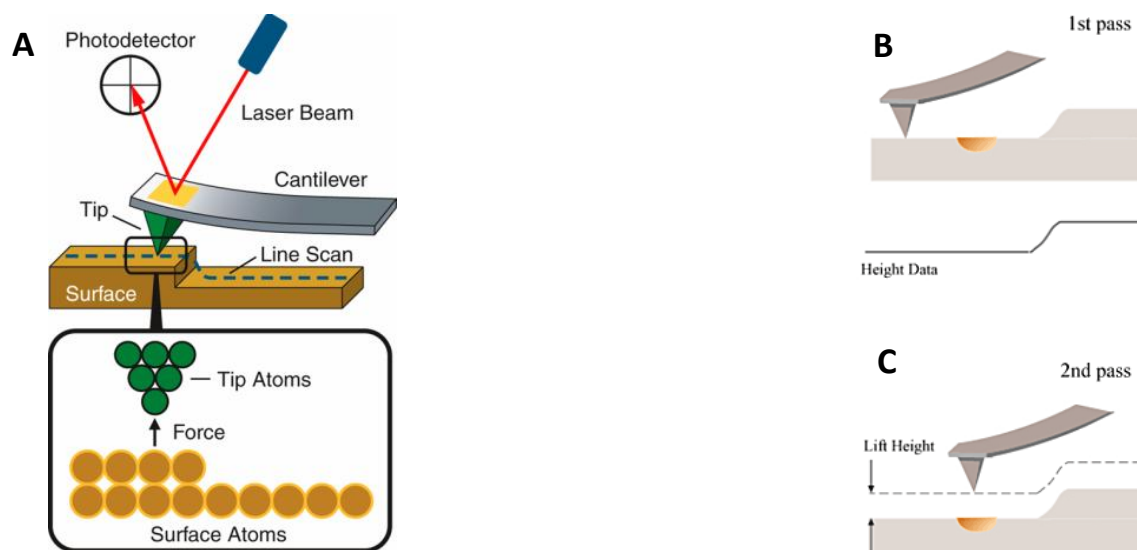 A
Photodetector
Laser Beam
Cantilever
Tip
Line Scan
Surface
Tip Atoms
Force
Surface Atoms
B
1st pass
Height Data
C
2nd pass
Lift Height